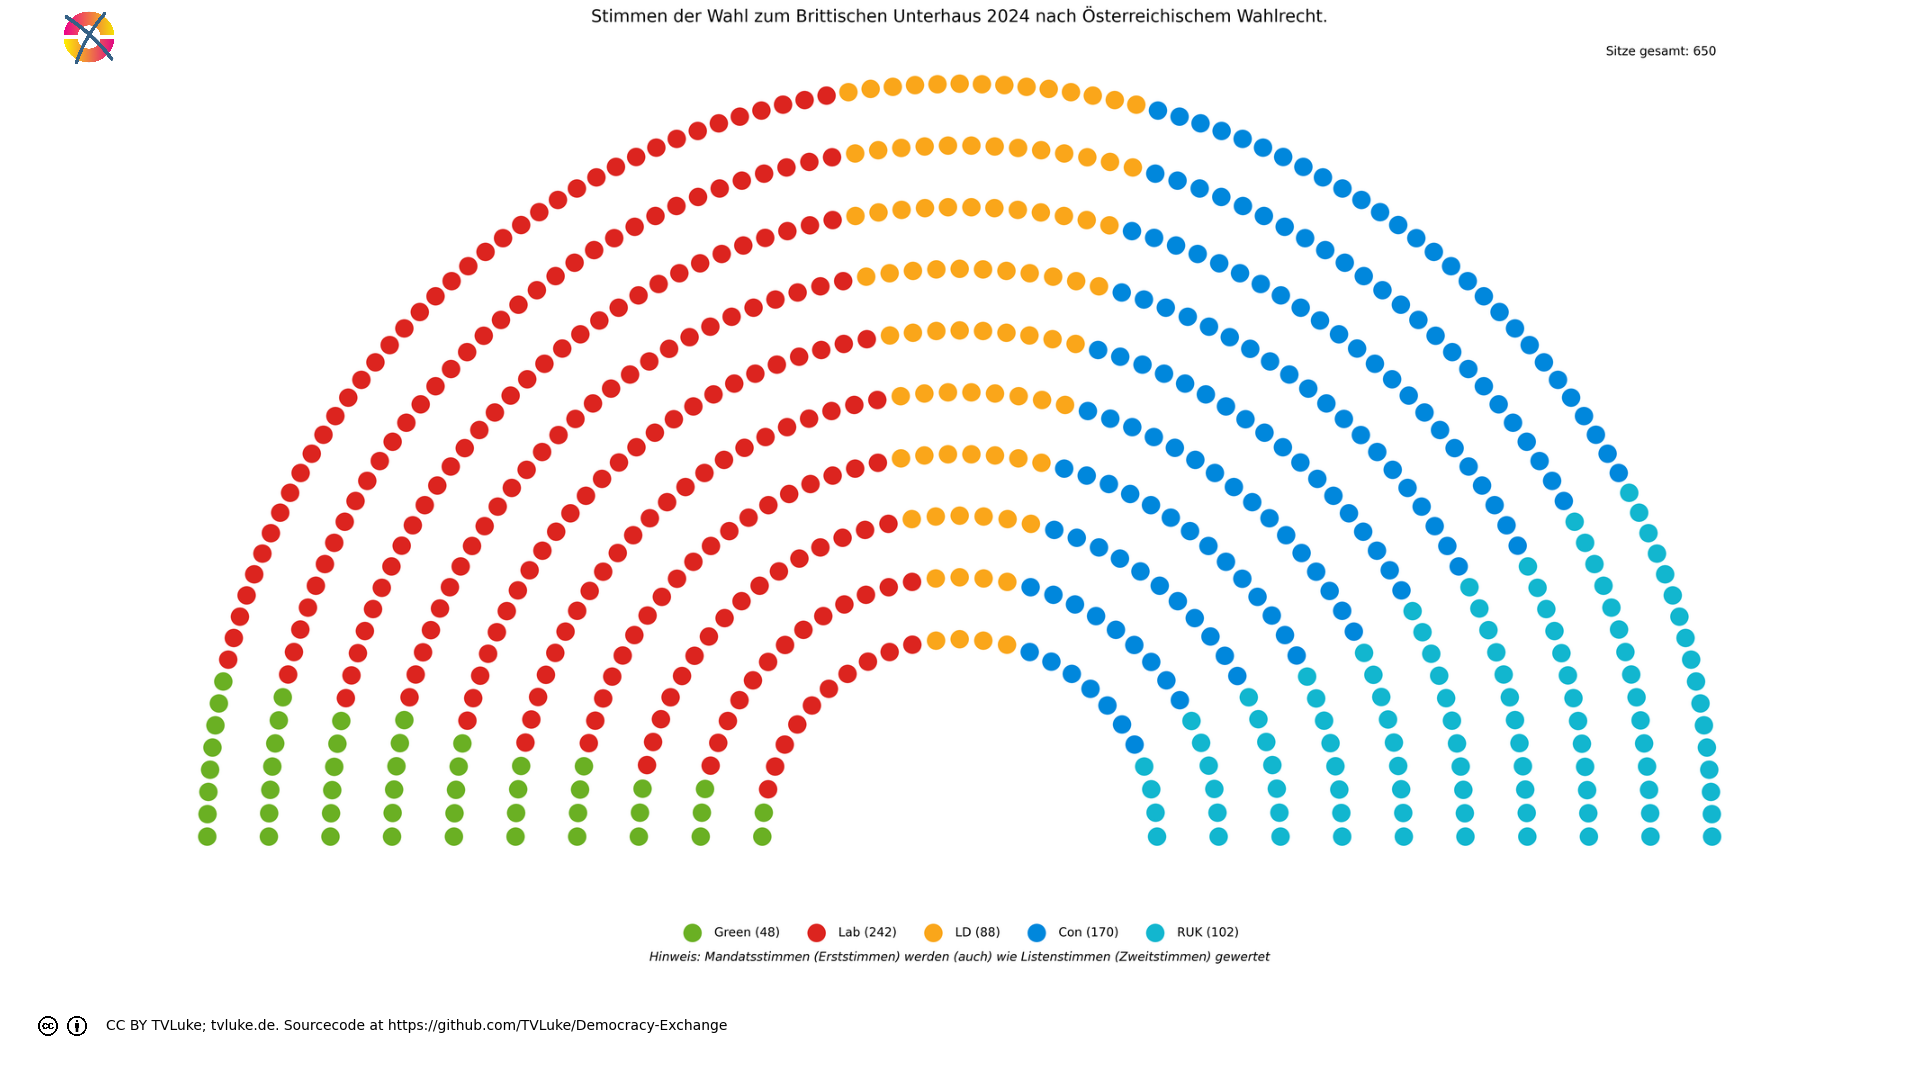 Stimmen der Wahl zum Brittischen Unterhaus 2024 nach Österreichischem Wahlrecht.
Sitze gesamt: 650
Green (48) Lab (242) LD (88) Con (170) RUK (102)
Hinweis: Mandatsstimmen (Erststimmen) werden (auch) wie Listenstimmen (Zweitstimmen) gewertet
cc CC BY TVLuke; tvluke.de. Sourcecode at https://github.com/TVLuke/Democracy-Exchange